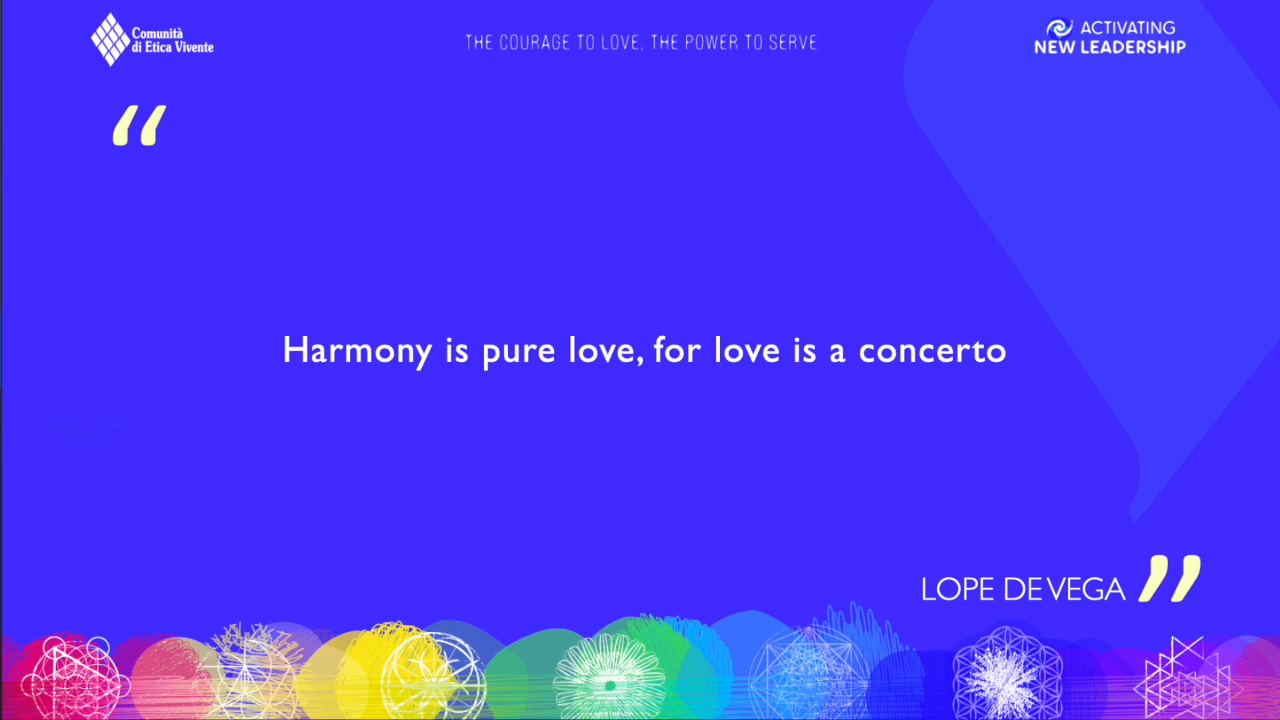 Comunità
di Etica Vivente
THE COURAGE TO LOVE, THE POWER TO SERVE
ACTIVATING
NEW LEADERSHIP
“
Harmony is pure love, for love is a concerto
LOPE DE VEGA ”